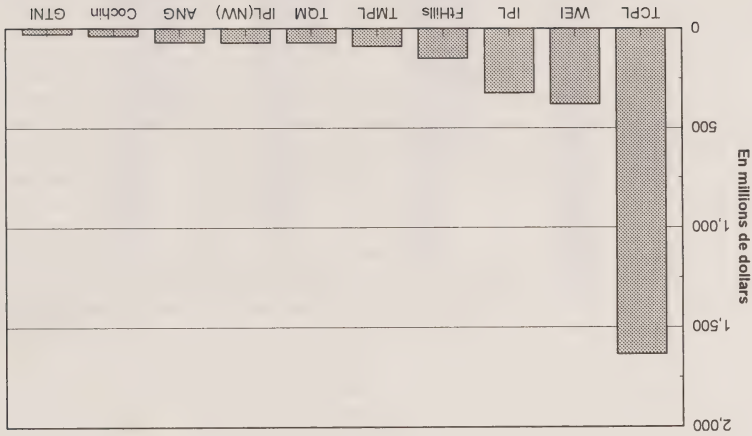 En millions de dollars
2,000
1,500
1,000
500
0
TCPL WEI IPL FtHills TMPL TQM IPL(NW) ANG Cochin GTNI